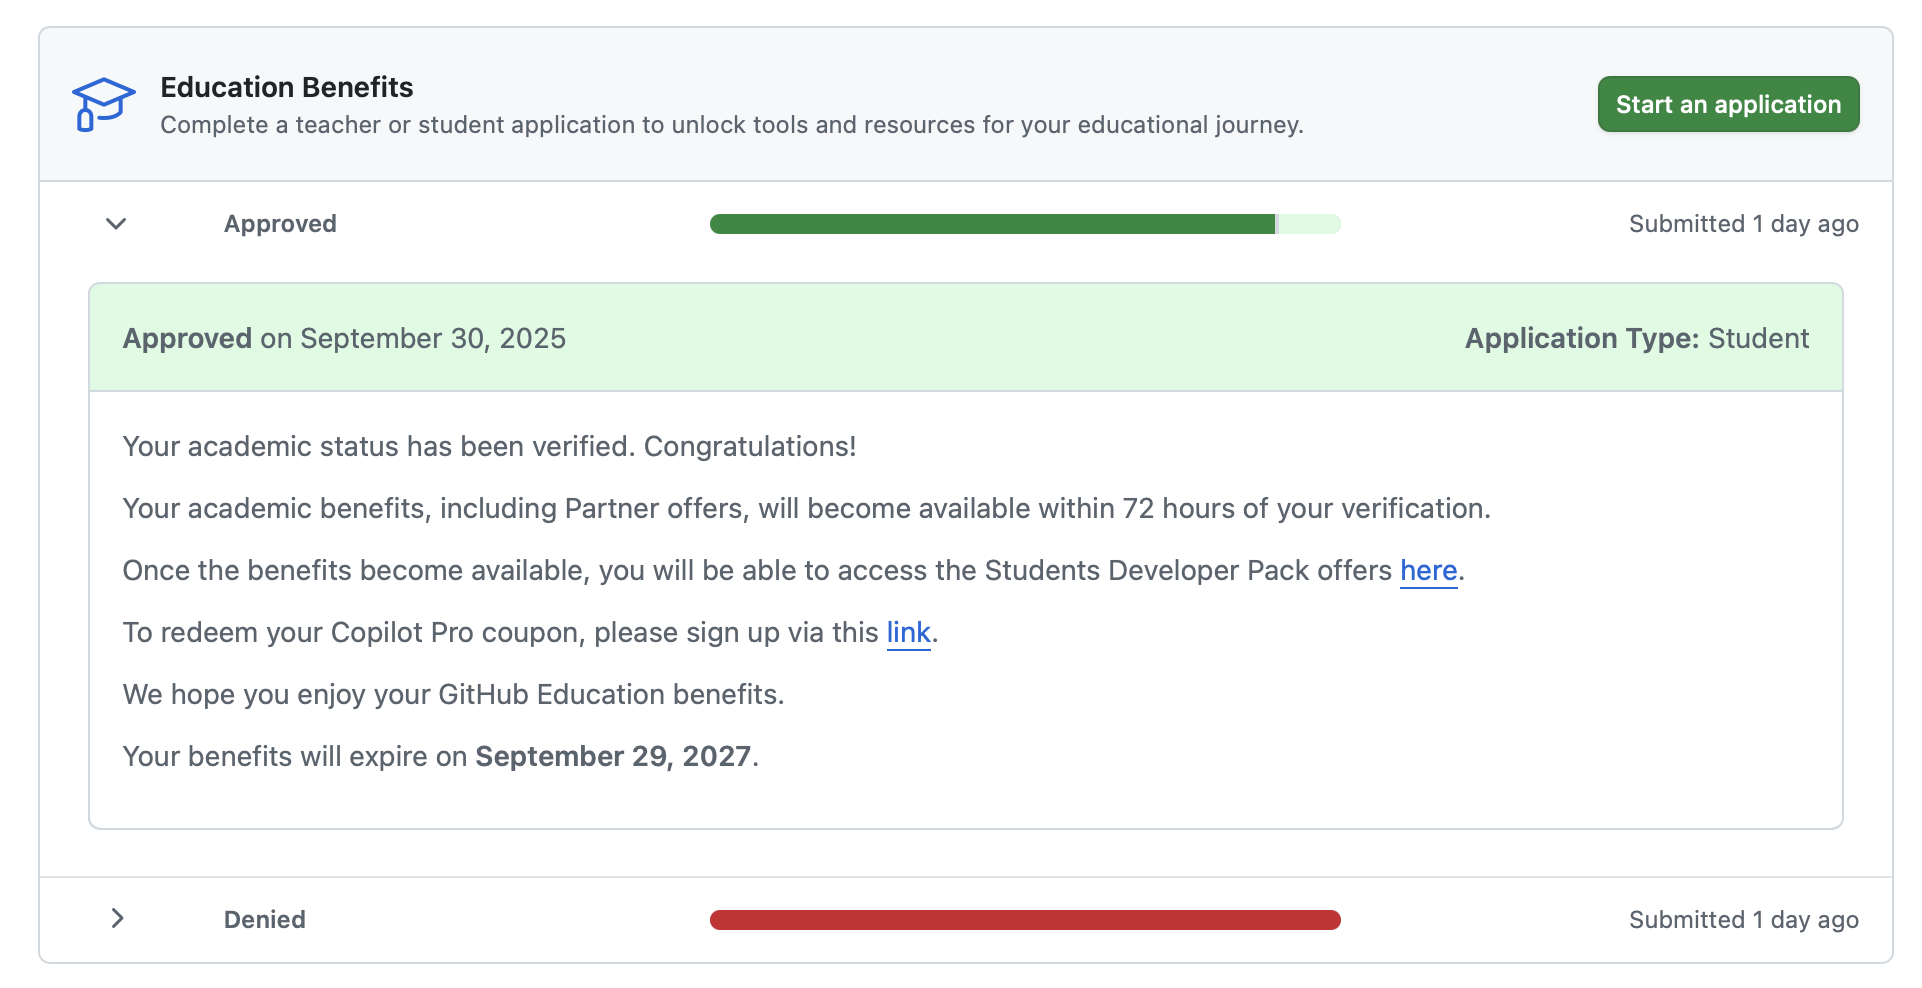 Education Benefits
Complete a teacher or student application to unlock tools and resources for your educational journey.
Start an application
Approved
Submitted 1 day ago
Approved on September 30, 2025
Application Type: Student
Your academic status has been verified. Congratulations!
Your academic benefits, including Partner offers, will become available within 72 hours of your verification.
Once the benefits become available, you will be able to access the Students Developer Pack offers here.
To redeem your Copilot Pro coupon, please sign up via this link.
We hope you enjoy your GitHub Education benefits.
Your benefits will expire on September 29, 2027.
Denied
Submitted 1 day ago